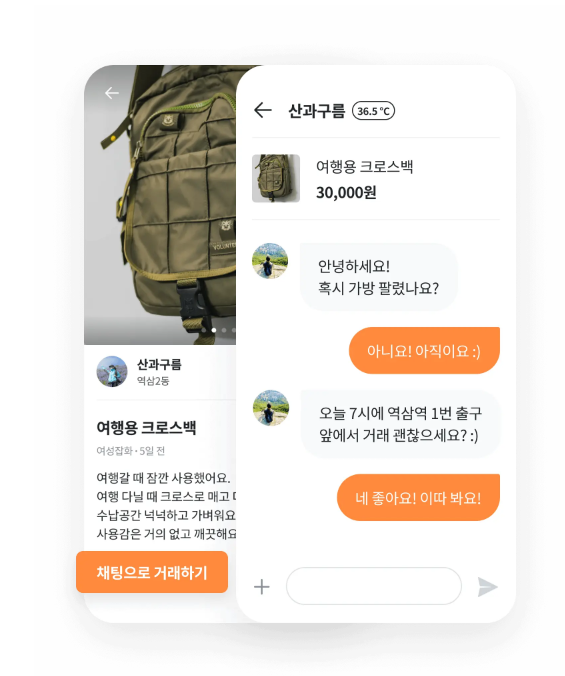 산과구름
역삼2동
여행용 크로스백
여성잡화 · 5일 전
여행갈 때 잠깐 사용했어요.
여행 다닐 때 크로스로 매고
수납공간 넉넉하고 가벼워요
사용감은 거의 없고 깨끗해요
채팅으로 거래하기
산과구름 36.5 °C
여행용 크로스백
30,000원
안녕하세요!
혹시 가방 팔렸나요?
아니요! 아직이요 :)
오늘 7시에 역삼역 1번 출구
앞에서 거래 괜찮으세요? :)
네 좋아요! 이따 봐요!